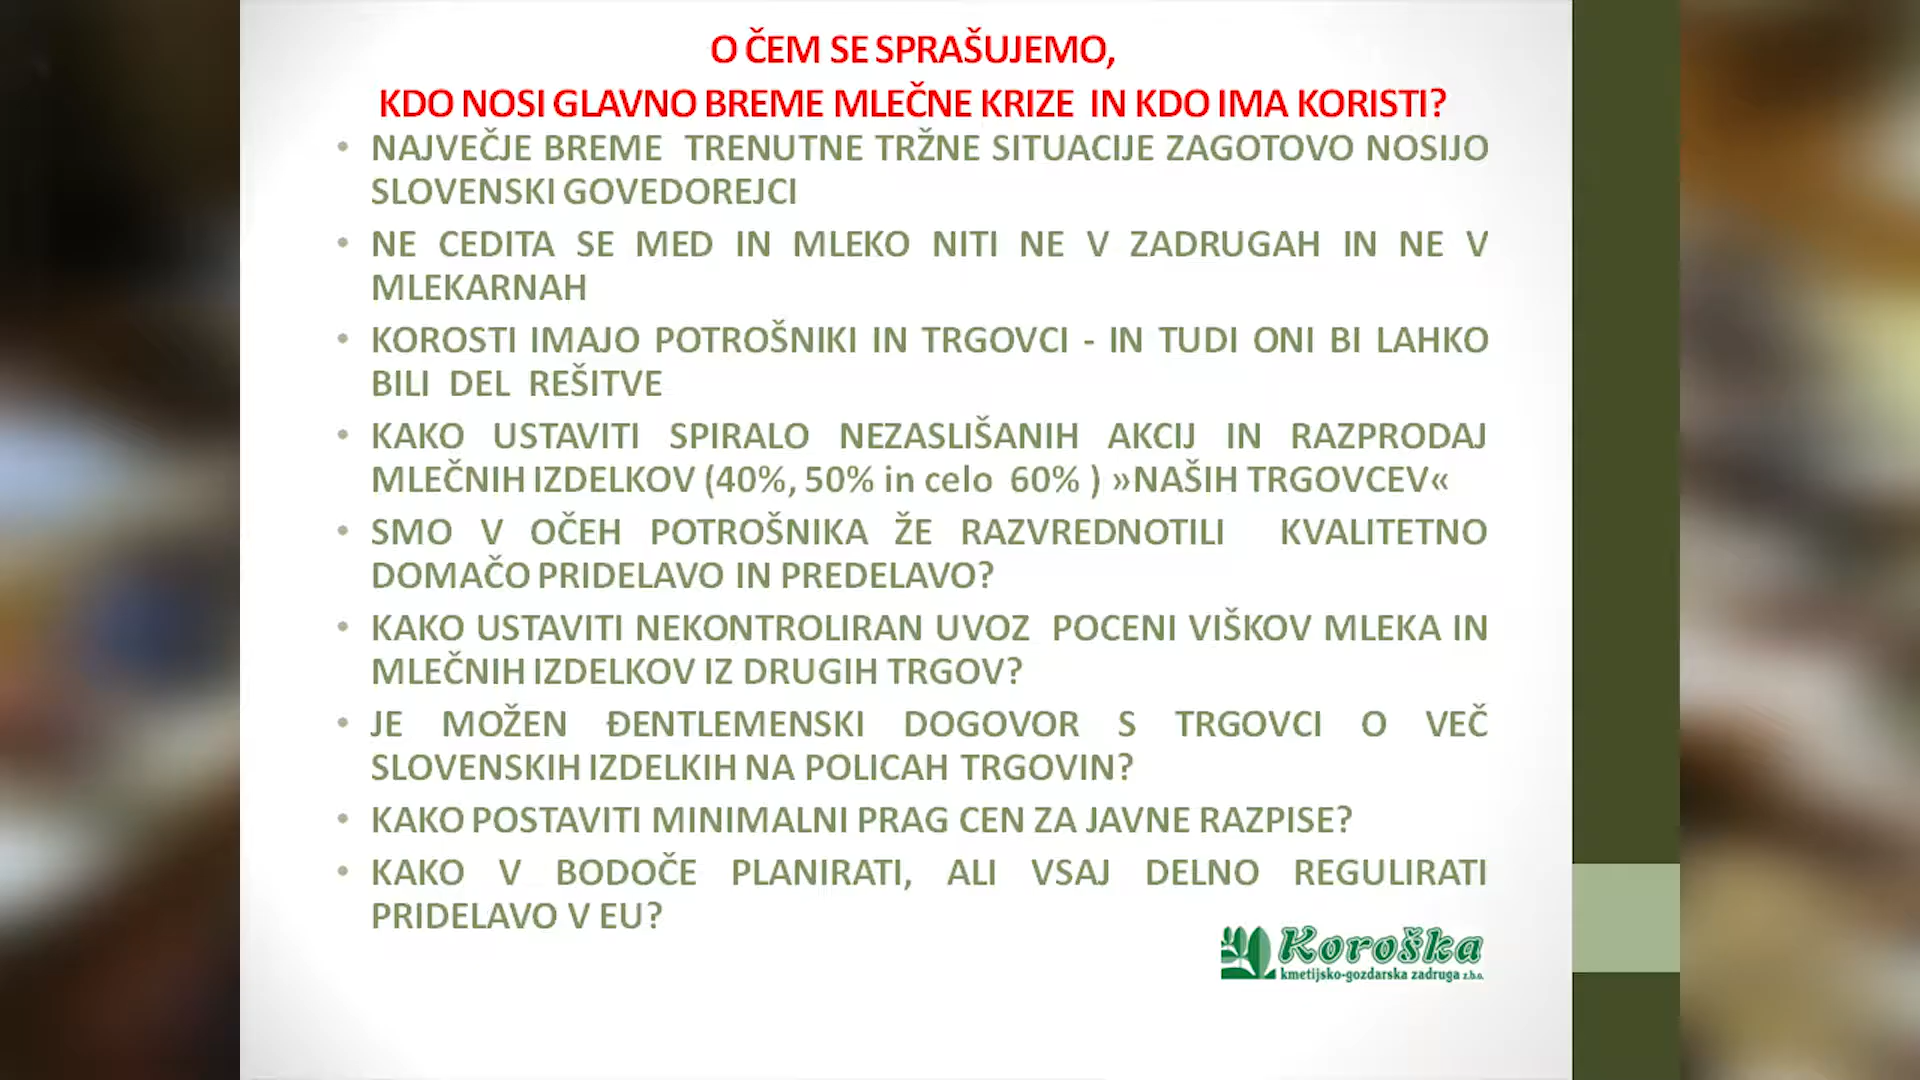 O ČEM SE SPRAŠUJEMO,
KDO NOSI GLAVNO BREME MLEČNE KRIZE IN KDO IMA KORISTI?
• NAJVEČJE BREME TRENUTNE TRŽNE SITUACIJE ZAGOTOVO NOSIJO
SLOVENSKI GOVEDOREJCI
• NE CEDITA SE MED IN MLEKO NITI NE V ZADRUGAH IN NE V
MLEKARNAH
• KOROSTI IMAJO POTROŠNIKI IN TRGOVCI - IN TUDI ONI BI LAHKO
BILI DEL REŠITVE
• KAKO USTAVITI SPIRALO NEZASLIŠANIH AKCIJ IN RAZPRODAJ
MLEČNIH IZDELKOV (40%, 50% in celo 60% ) »NAŠIH TRGOVCEV«
• SMO V OČEH POTROŠNIKA ŽE RAZVREDNOTILI KVALITETNO
DOMAČO PRIDELAVO IN PREDELAVO?
• KAKO USTAVITI NEKONTROLIRAN UVOZ POCENI VIŠKOV MLEKA IN
MLEČNIH IZDELKOV IZ DRUGIH TRGOV?
• JE MOŽEN ĐENTLEMENSKI DOGOVOR S TRGOVCI O VEČ
SLOVENSKIH IZDELKIH NA POLICAH TRGOVIN?
• KAKO POSTAVITI MINIMALNI PRAG CEN ZA JAVNE RAZPISE?
• KAKO V BODOČE PLANIRATI, ALI VSAJ DELNO REGULIRATI
PRIDELAVO V EU?
Koroška
kmetijsko-gozdarska zadruga z.b.o.